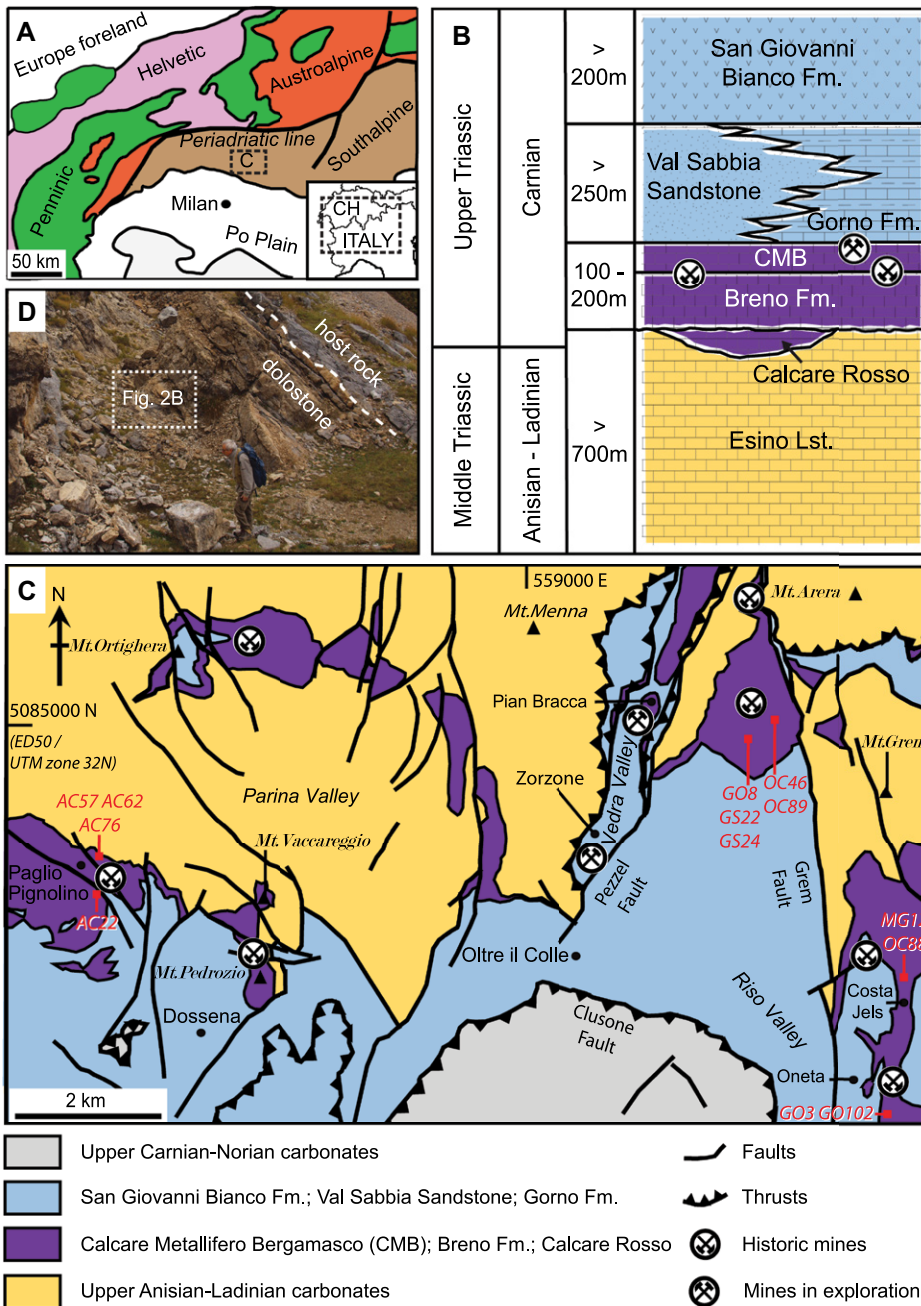 A
Europe foreland
Helvetic
Austroalpine
Periadriatic line
C
Southalpine
Penninic
Milan
CH
ITALY
Po Plain
50 km
B
Upper Triassic
Carnian
>
200m
San Giovanni
Bianco Fm.
>
250m
Val Sabbia
Sandstone
Gorno Fm.
100 -
200m
CMB
Breno Fm.
Calcare Rosso
Middle Triassic
Anisian - Ladinian
>
700m
Esino Lst.
D
host rock
dolostone
Fig. 2B
C
N
559000 E
Mt.Menna
Mt.Arera
Mt.Ortighera
5085000 N
(ED50 /
UTM zone 32N)
Pian Bracca
Mt.Grem
Parina Valley
Zorzone
Vedra Valley
GO8
GS22
GS24
OC46
OC89
AC57 AC62
AC76
Mt.Vaccareggio
Paglio
Pignolino
AC22
Pezzel
Fault
Grem
Fault
Mt.Pedrozio
Oltre il Colle
Dossena
Clusone
Fault
Riso Valley
Costa
Jels
Oneta
GO3 GO102
2 km
Upper Carnian-Norian carbonates
San Giovanni Bianco Fm.; Val Sabbia Sandstone; Gorno Fm.
Calcare Metallifero Bergamasco (CMB); Breno Fm.; Calcare Rosso
Upper Anisian-Ladinian carbonates
Faults
Thrusts
Historic mines
Mines in exploration